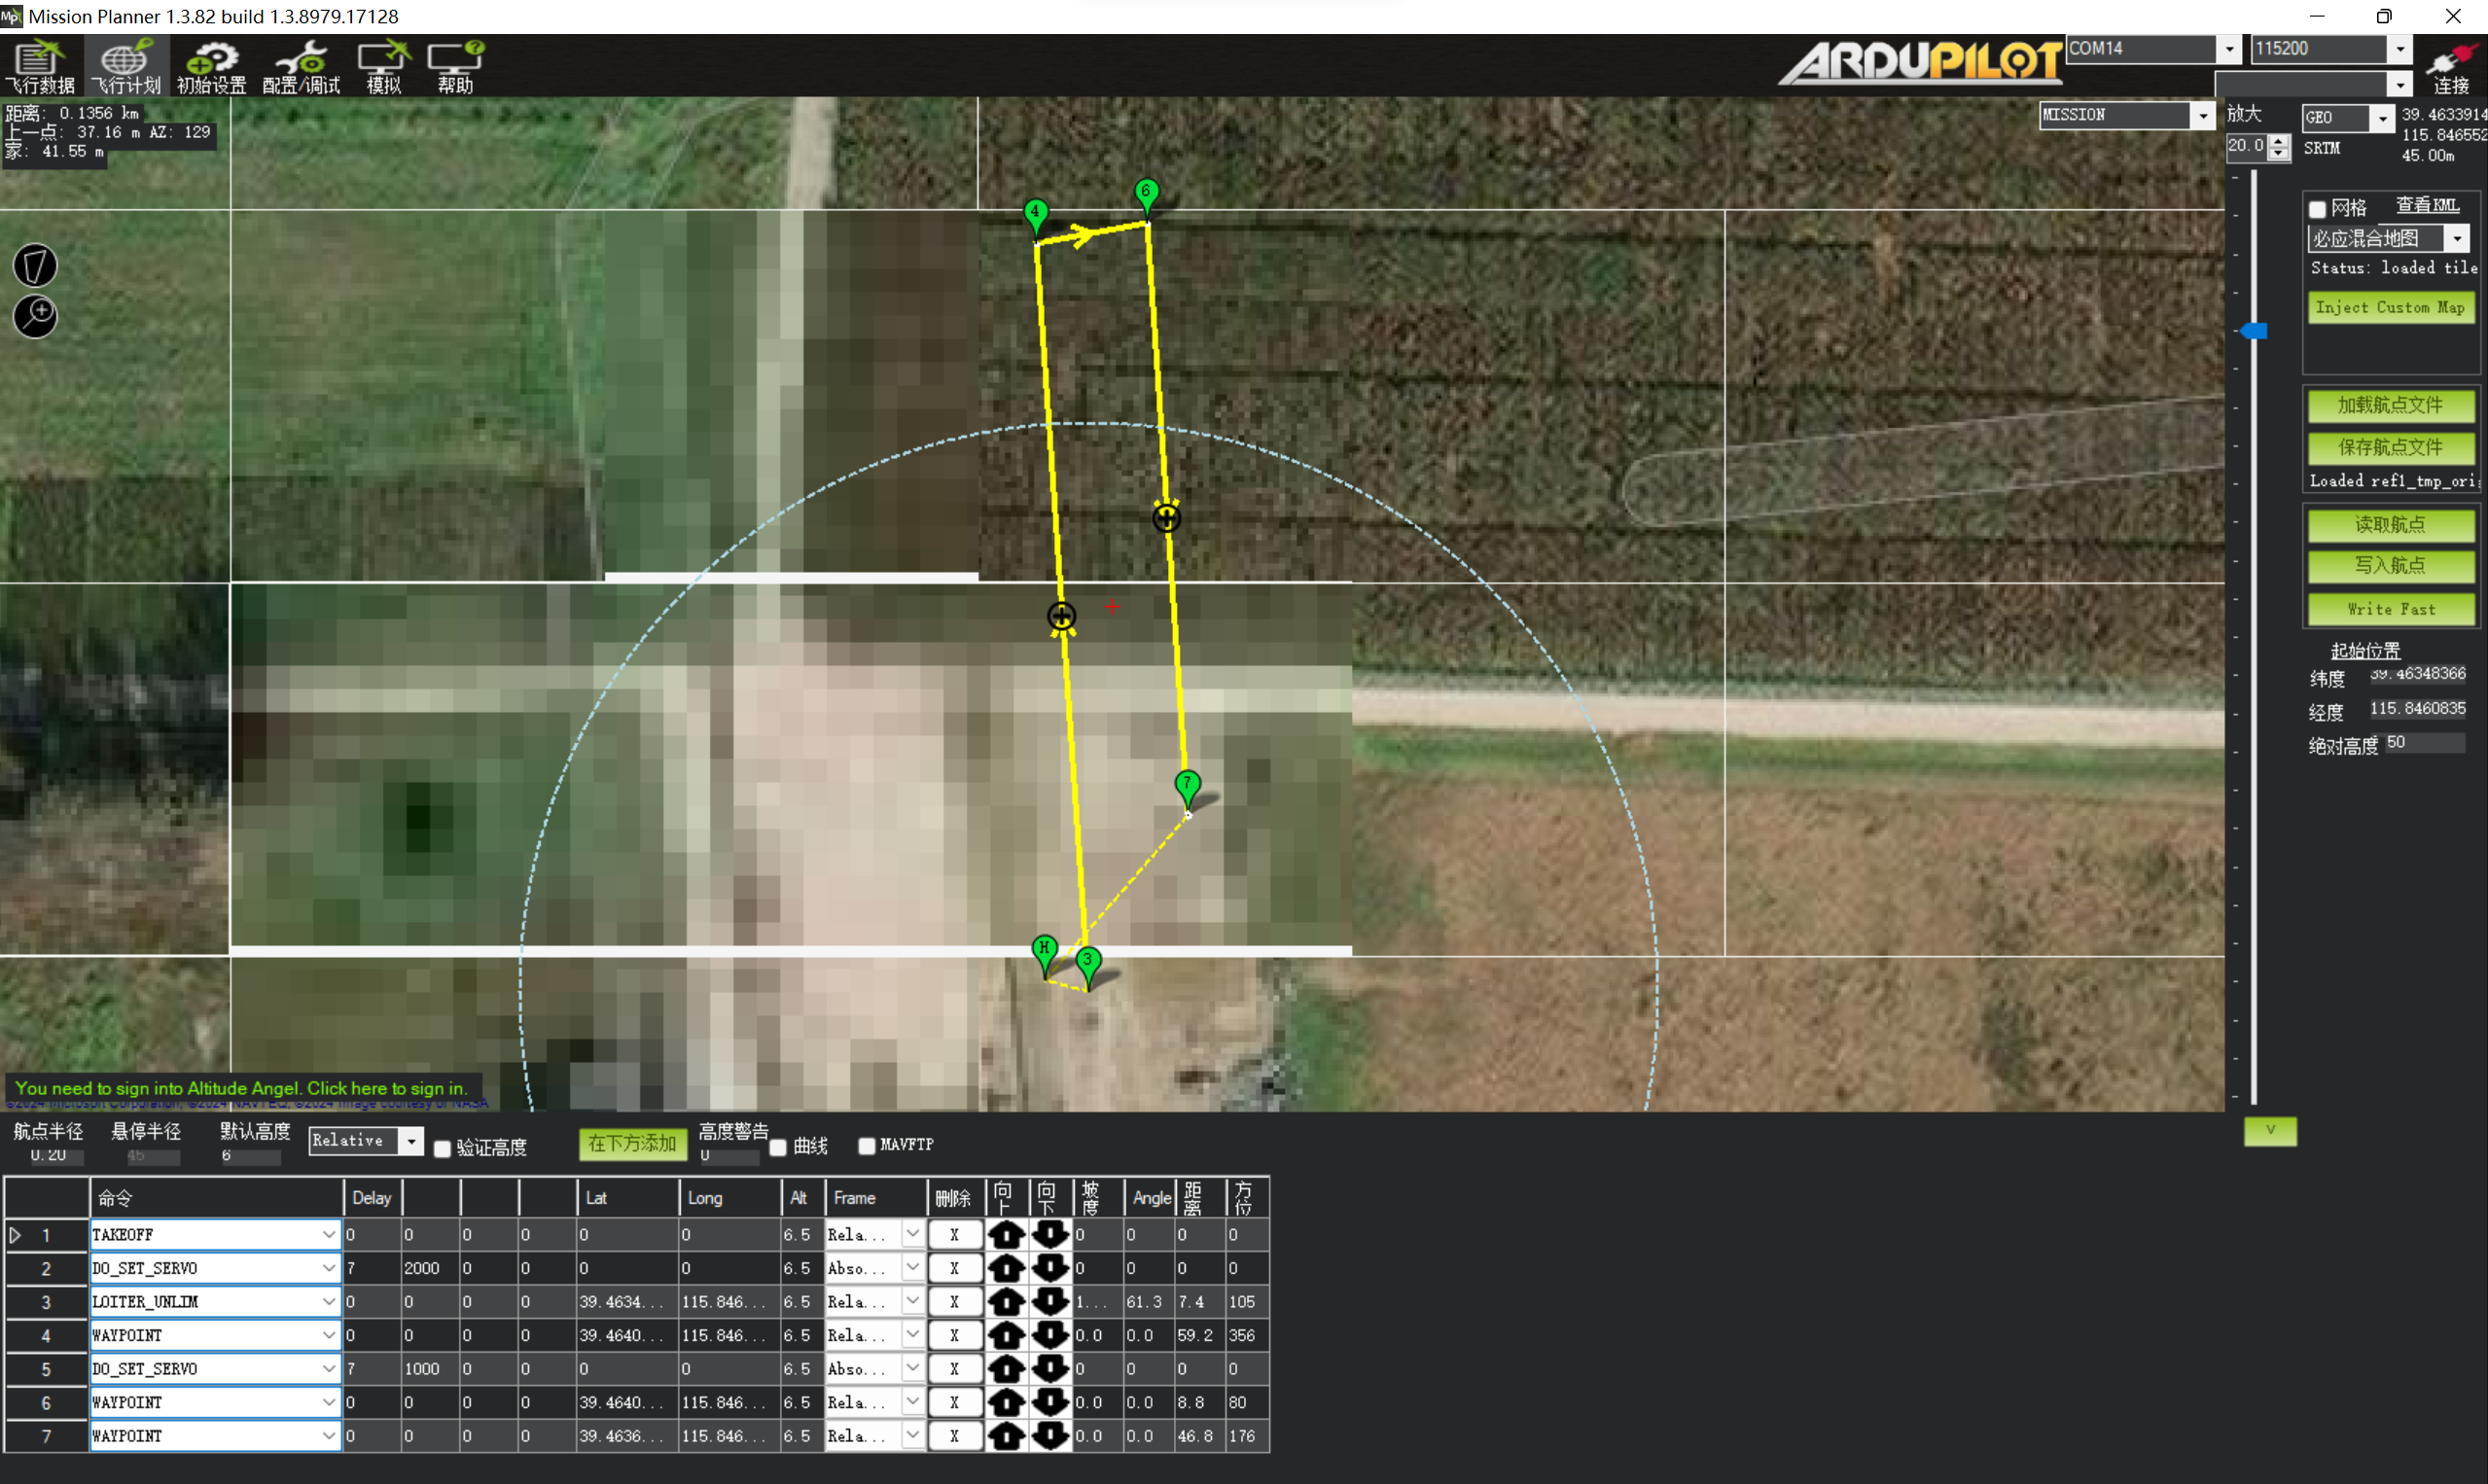 Mission Planner 1.3.82 build 1.3.8979.17128
飞行数据 飞行计划 初始设置 配置/调试 模拟 帮助
ARDUPILOT
COM14 115200
连接
距离: 0.1356 km
上一点: 37.16 m AZ: 129
家: 41.55 m
MISSION
放大
20.0
GEO 39.4633914
115.846552
SRTM 45.00m
网格 查看KML
必应混合地图
Status: loaded tile
Inject Custom Map
加载航点文件
保存航点文件
Loaded ref1_tmp_ori
读取航点
写入航点
Write Fast
起始位置
纬度 39.46348366
经度 115.8460835
绝对高度 50
4
6
7
H
3
You need to sign into Altitude Angel. Click here to sign in.
©2024 Microsoft Corporation, ©2024 NAVTEQ, ©2024 Image courtesy of NASA
航点半径 悬停半径 默认高度 Relative 验证高度 在下方添加 高度警告 曲线 MAVFTP
0.20 45 6 0
V
命令 Delay Lat Long Alt Frame 删除 向上 向下 坡度 Angle 距离 方位
1 TAKEOFF 0 0 0 0 0 0 6.5 Rela... X 0 0 0 0
2 DO_SET_SERVO 7 2000 0 0 0 0 6.5 Abso... X 0 0 0 0
3 LOITER_UNLIM 0 0 0 0 39.4634... 115.846... 6.5 Rela... X 1... 61.3 7.4 105
4 WAYPOINT 0 0 0 0 39.4640... 115.846... 6.5 Rela... X 0.0 0.0 59.2 356
5 DO_SET_SERVO 7 1000 0 0 0 0 6.5 Abso... X 0 0 0 0
6 WAYPOINT 0 0 0 0 39.4640... 115.846... 6.5 Rela... X 0.0 0.0 8.8 80
7 WAYPOINT 0 0 0 0 39.4636... 115.846... 6.5 Rela... X 0.0 0.0 46.8 176